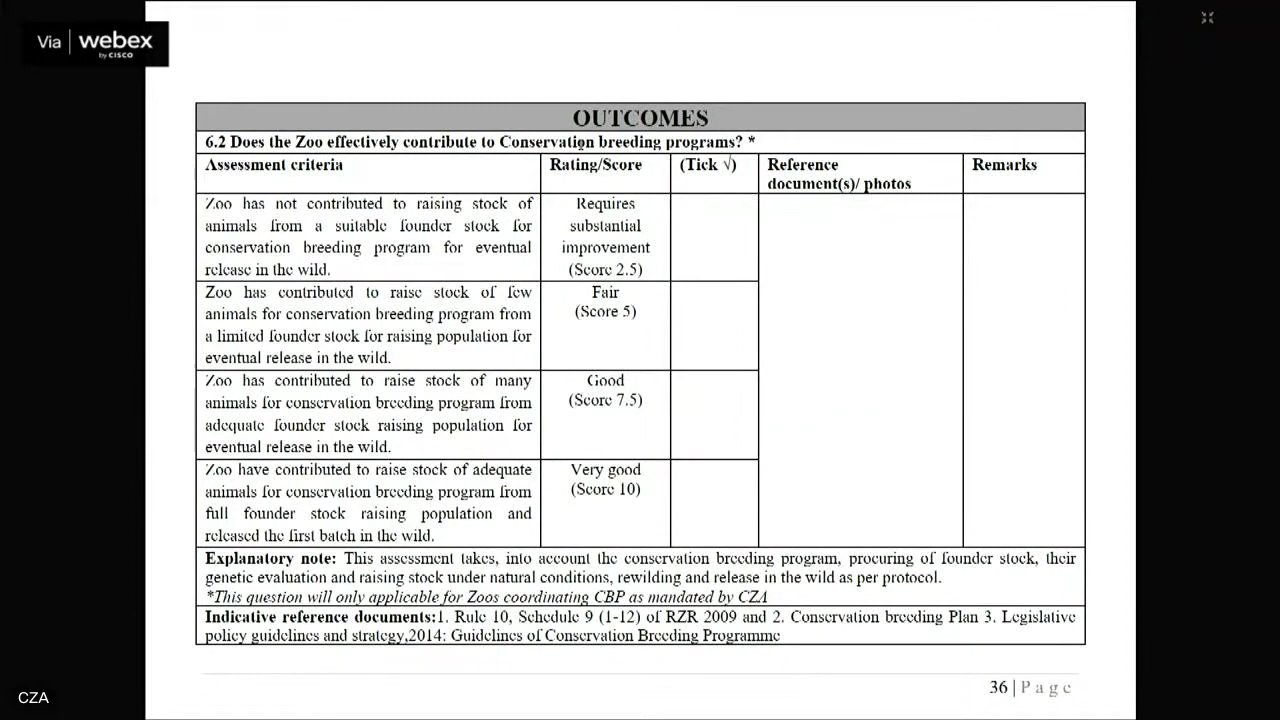 Via | webex
by CISCO
OUTCOMES
6.2 Does the Zoo effectively contribute to Conservation breeding programs? *
Assessment criteria
Rating/Score
(Tick √)
Reference
document(s)/ photos
Remarks
Zoo has not contributed to raising stock of
animals from a suitable founder stock for
conservation breeding program for eventual
release in the wild.
Requires
substantial
improvement
(Score 2.5)
Zoo has contributed to raise stock of few
animals for conservation breeding program from
a limited founder stock for raising population for
eventual release in the wild.
Fair
(Score 5)
Zoo has contributed to raise stock of many
animals for conservation breeding program from
adequate founder stock raising population for
eventual release in the wild.
Good
(Score 7.5)
Zoo have contributed to raise stock of adequate
animals for conservation breeding program from
full founder stock raising population and
released the first batch in the wild.
Very good
(Score 10)
Explanatory note: This assessment takes, into account the conservation breeding program, procuring of founder stock, their
genetic evaluation and raising stock under natural conditions, rewilding and release in the wild as per protocol.
*This question will only applicable for Zoos coordinating CBP as mandated by CZA
Indicative reference documents:1. Rule 10, Schedule 9 (1-12) of RZR 2009 and 2. Conservation breeding Plan 3. Legislative
policy guidelines and strategy,2014: Guidelines of Conservation Breeding Programme
36 | Page
CZA